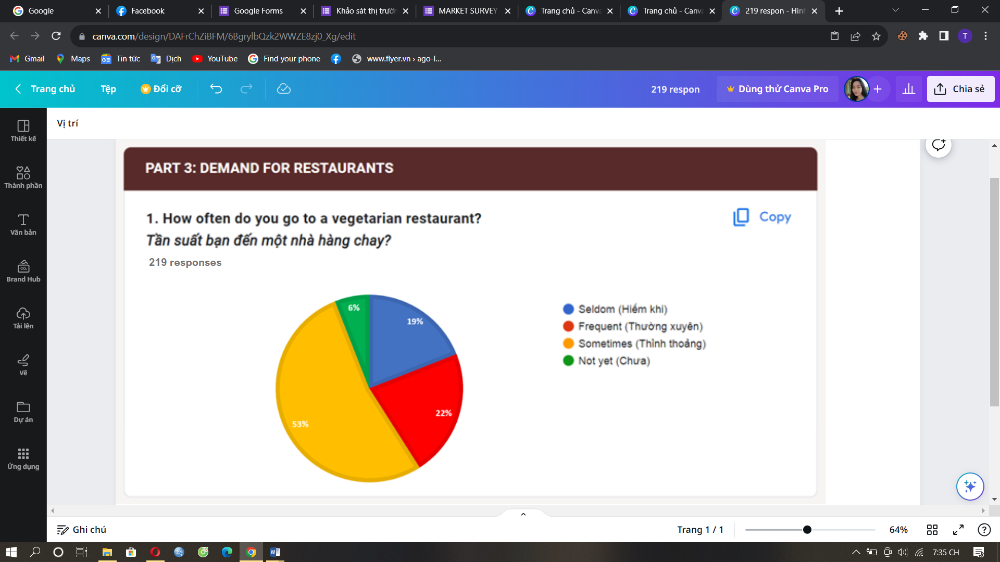 Google
Facebook
Google Forms
Khảo sát thị trườn
MARKET SURVEY
Trang chủ - Canva
Trang chủ - Canva
219 respon - Hình
canva.com/design/DAFrChZiBFM/6BgrylbQzk2WWZE8zj0_Xg/edit
T
Gmail
Maps
Tin tức
Dịch
YouTube
Find your phone
www.flyer.vn › ago-l...
Trang chủ
Tệp
Đổi cỡ
219 respon
Dùng thử Canva Pro
Chia sẻ
Thiết kế
Thành phần
Văn bản
Brand Hub
Tải lên
Vẽ
Dự án
Ứng dụng
Vị trí
PART 3: DEMAND FOR RESTAURANTS
1. How often do you go to a vegetarian restaurant?
Tần suất bạn đến một nhà hàng chay?
219 responses
Copy
6%
19%
22%
53%
Seldom (Hiếm khi)
Frequent (Thường xuyên)
Sometimes (Thỉnh thoảng)
Not yet (Chưa)
Ghi chú
Trang 1 / 1
64%
7:35 CH